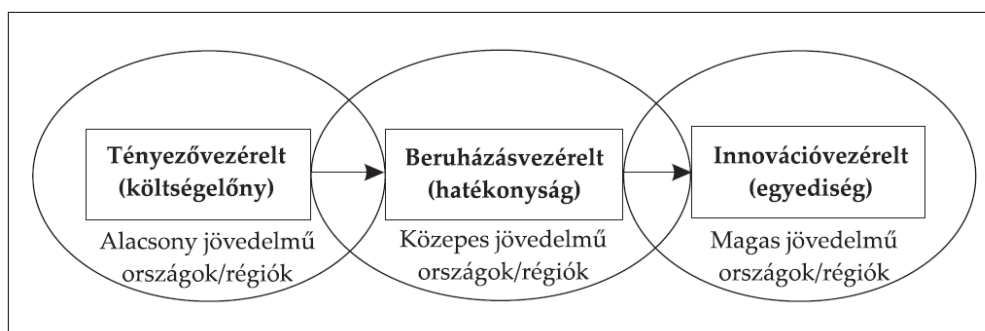 Tényezővezérelt
(költségelőny)
Alacsony jövedelmű
országok/régiók
Beruházásvezérelt
(hatékonyság)
Közepes jövedelmű
országok/régiók
Innovációvezérelt
(egyediség)
Magas jövedelmű
országok/régiók